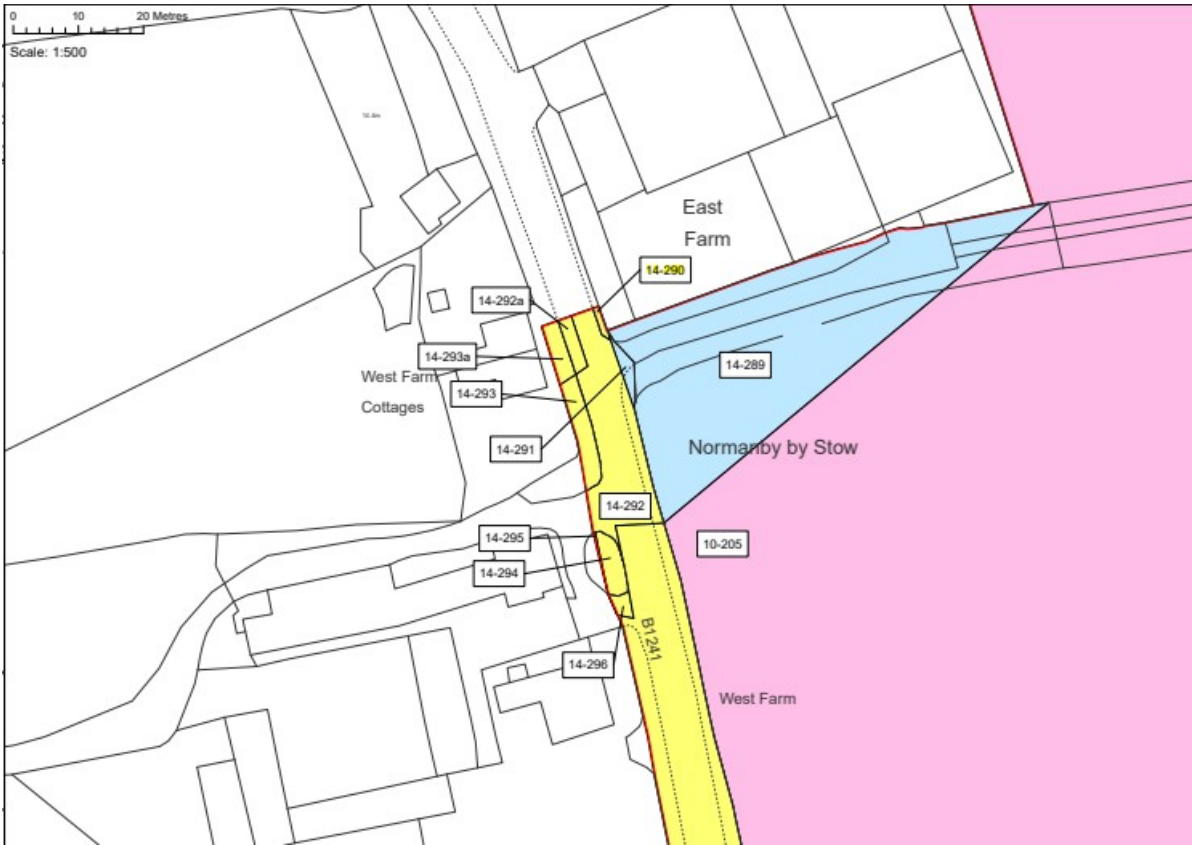 0 10 20 Metres
Scale: 1:500
East
Farm
14-290
14-292a
14-293a
West Farm
Cottages
14-293
14-289
14-291
Normanby by Stow
14-292
14-295
10-205
14-294
B1241
14-296
West Farm